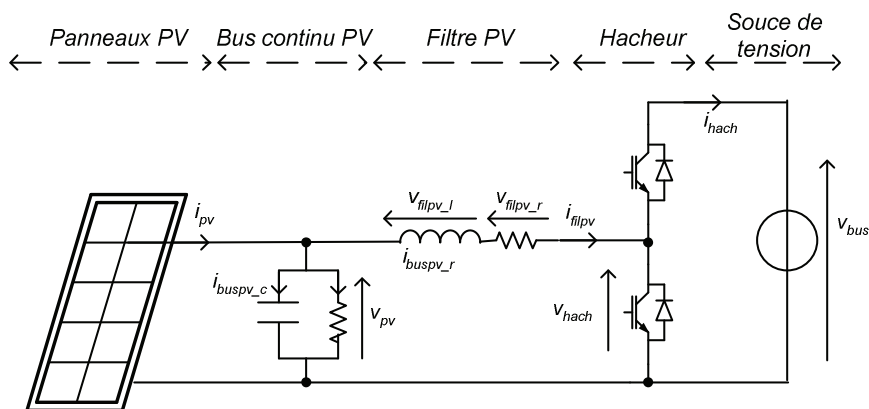 Panneaux PV
Bus continu PV
Filtre PV
Hacheur
Souce de
tension
i_hach
v_filpv_l
v_filpv_r
i_filpv
i_pv
i_buspv_r
i_buspv_c
v_pv
v_hach
v_bus